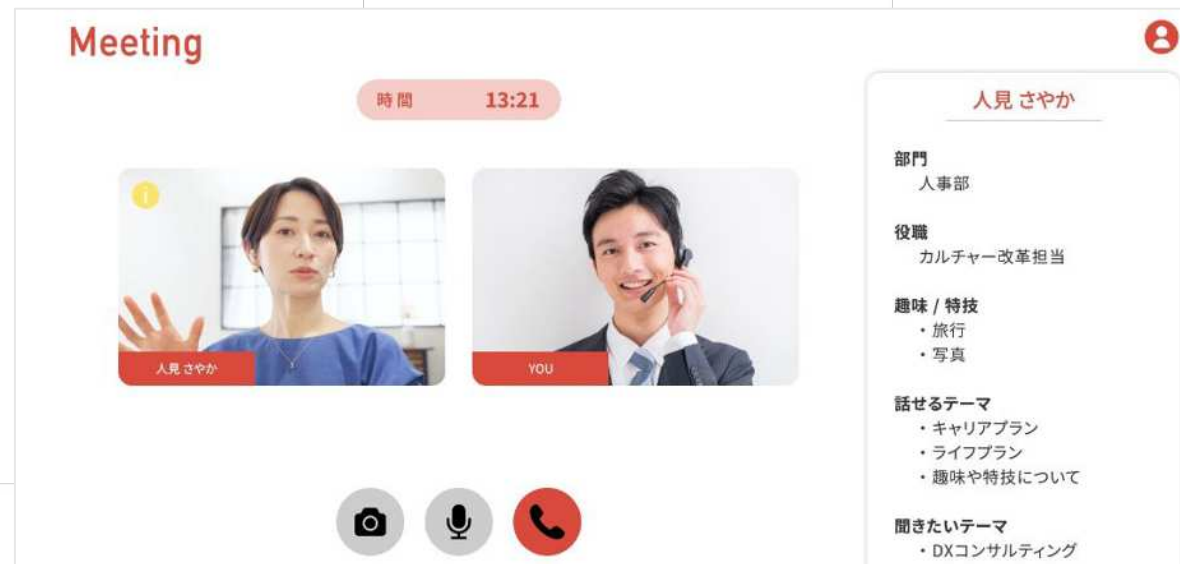 Meeting
時間 13:21
i
人見 さやか
YOU
人見 さやか
部門
人事部
役職
カルチャー改革担当
趣味 / 特技
・旅行
・写真
話せるテーマ
・キャリアプラン
・ライフプラン
・趣味や特技について
聞きたいテーマ
・DXコンサルティング